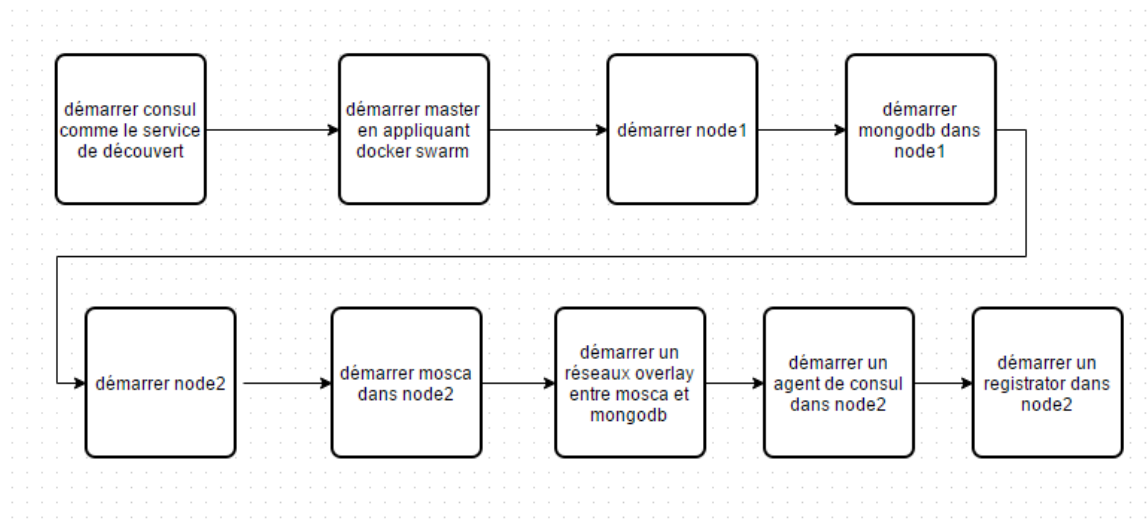 démarrer consul
comme le service
de découvert
démarrer master
en appliquant
docker swarm
démarrer node1
démarrer
mongodb dans
node1
démarrer node2
démarrer mosca
dans node2
démarrer un
réseaux overlay
entre mosca et
mongodb
démarrer un
agent de consul
dans node2
démarrer un
registrator dans
node2